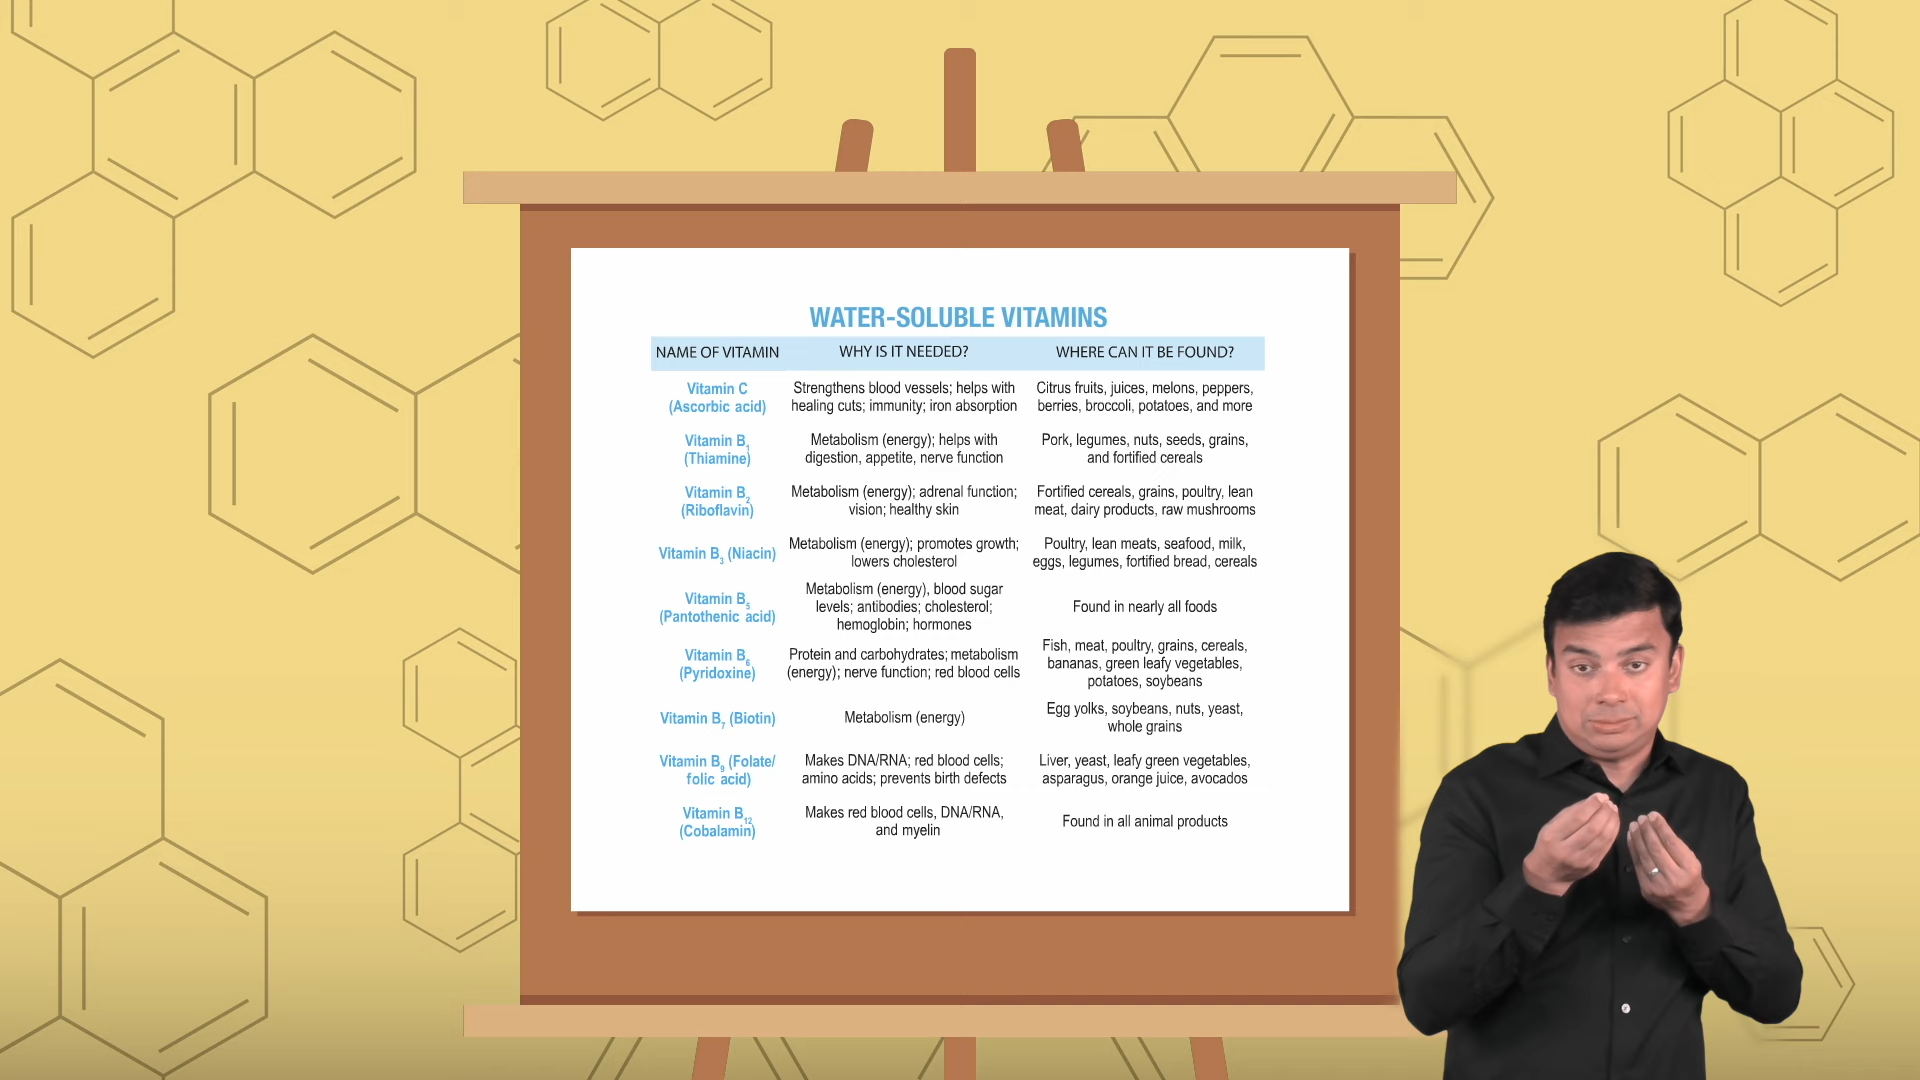 WATER-SOLUBLE VITAMINS
NAME OF VITAMIN WHY IS IT NEEDED? WHERE CAN IT BE FOUND?
Vitamin C
(Ascorbic acid)
Strengthens blood vessels; helps with
healing cuts; immunity; iron absorption
Citrus fruits, juices, melons, peppers,
berries, broccoli, potatoes, and more
Vitamin B₁
(Thiamine)
Metabolism (energy); helps with
digestion, appetite, nerve function
Pork, legumes, nuts, seeds, grains,
and fortified cereals
Vitamin B₂
(Riboflavin)
Metabolism (energy); adrenal function;
vision; healthy skin
Fortified cereals, grains, poultry, lean
meat, dairy products, raw mushrooms
Vitamin B₃ (Niacin)
Metabolism (energy); promotes growth;
lowers cholesterol
Poultry, lean meats, seafood, milk,
eggs, legumes, fortified bread, cereals
Vitamin B₅
(Pantothenic acid)
Metabolism (energy), blood sugar
levels; antibodies; cholesterol;
hemoglobin; hormones
Found in nearly all foods
Vitamin B₆
(Pyridoxine)
Protein and carbohydrates; metabolism
(energy); nerve function; red blood cells
Fish, meat, poultry, grains, cereals,
bananas, green leafy vegetables,
potatoes, soybeans
Vitamin B₇ (Biotin)
Metabolism (energy)
Egg yolks, soybeans, nuts, yeast,
whole grains
Vitamin B₉ (Folate/
folic acid)
Makes DNA/RNA; red blood cells;
amino acids; prevents birth defects
Liver, yeast, leafy green vegetables,
asparagus, orange juice, avocados
Vitamin B₁₂
(Cobalamin)
Makes red blood cells, DNA/RNA,
and myelin
Found in all animal products